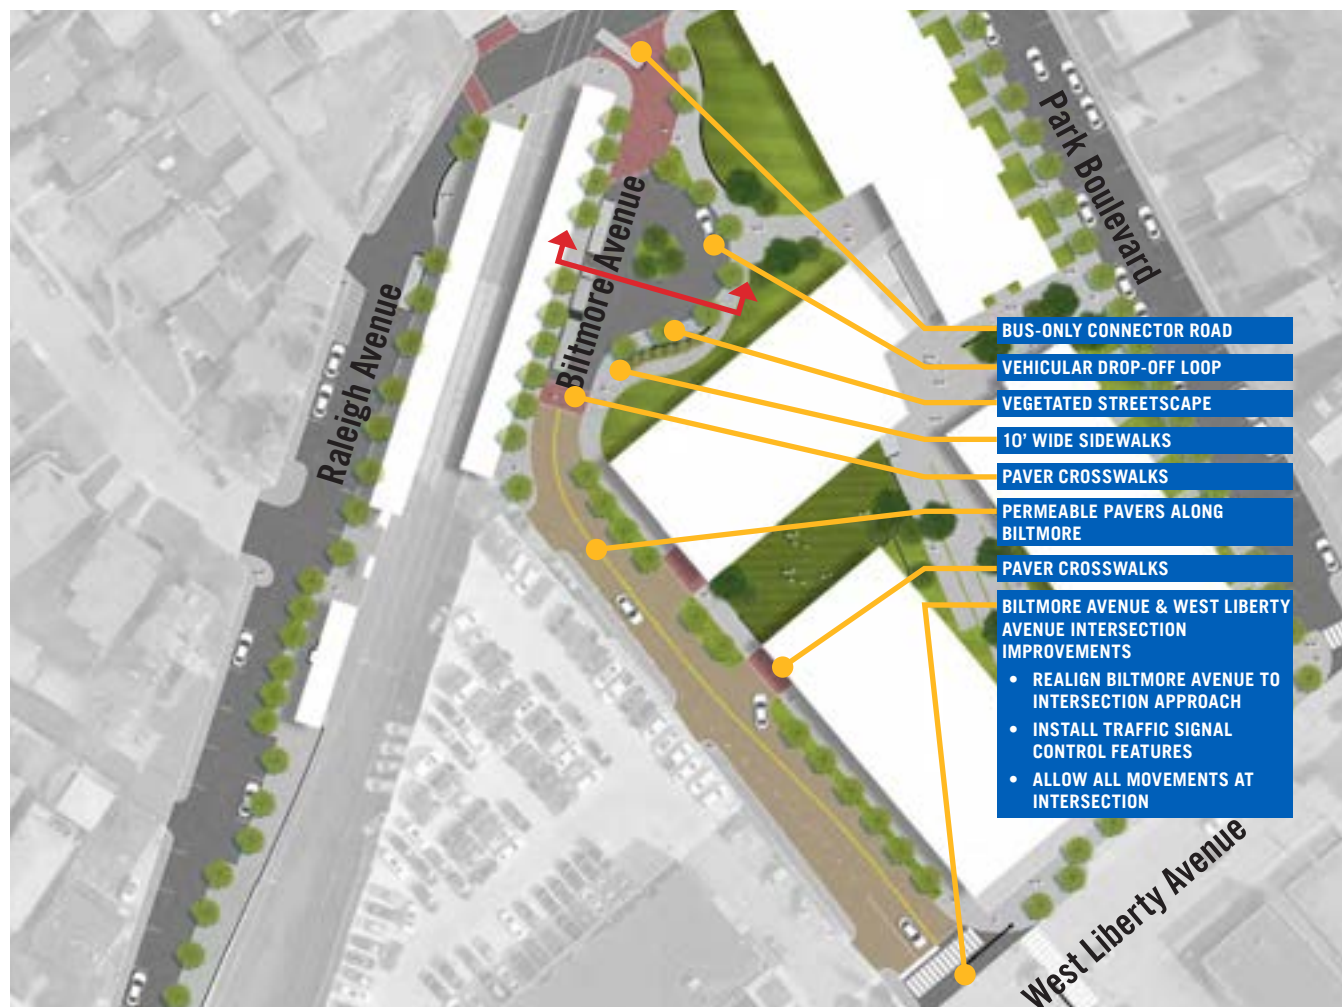 Park Boulevard
Biltmore Avenue
Raleigh Avenue
BUS-ONLY CONNECTOR ROAD
VEHICULAR DROP-OFF LOOP
VEGETATED STREETSCAPE
10’ WIDE SIDEWALKS
PAVER CROSSWALKS
PERMEABLE PAVERS ALONG
BILTMORE
PAVER CROSSWALKS
BILTMORE AVENUE & WEST LIBERTY
AVENUE INTERSECTION
IMPROVEMENTS
• REALIGN BILTMORE AVENUE TO
INTERSECTION APPROACH
• INSTALL TRAFFIC SIGNAL
CONTROL FEATURES
• ALLOW ALL MOVEMENTS AT
INTERSECTION
West Liberty Avenue